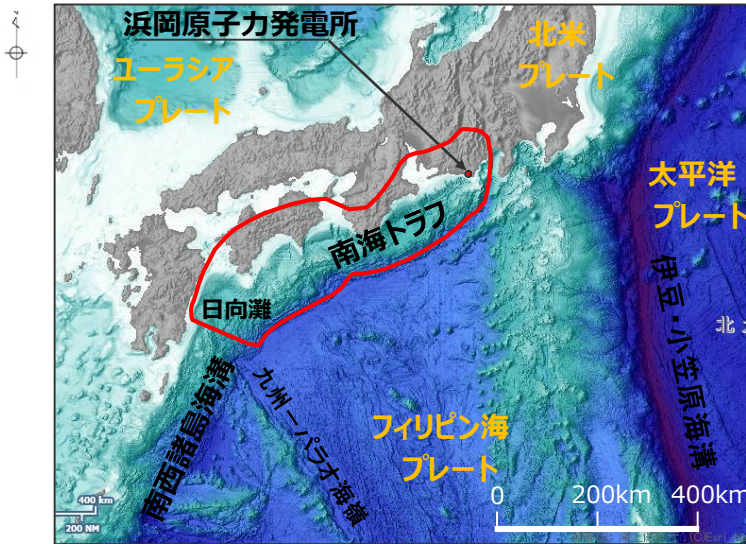 浜岡原子力発電所
北米
プレート
ユーラシア
プレート
太平洋
プレート
南海トラフ
日向灘
伊豆・小笠原海溝
北
南西諸島海溝
九州－パラオ海嶺
フィリピン海
プレート
0 200km 400km
400 km
200 NM